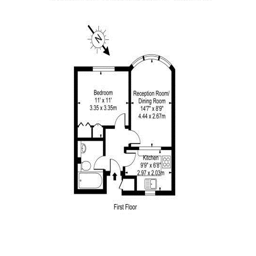 N
Bedroom
11' x 11'
3.35 x 3.35m
Reception Room/
Dining Room
14'7" x 8'9"
4.44 x 2.67m
Kitchen
9'9" x 6'8"
2.97 x 2.03m
First Floor